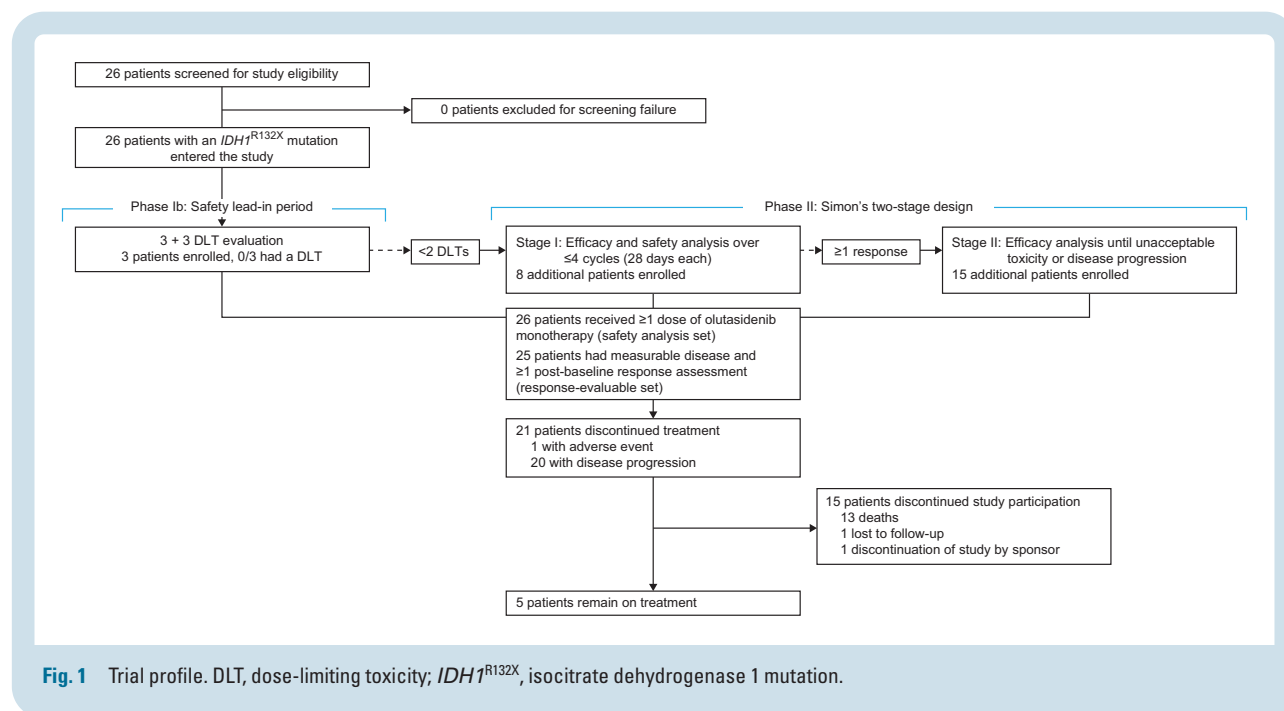 26 patients screened for study eligibility
0 patients excluded for screening failure
26 patients with an IDH1R132X mutation
entered the study
Phase Ib: Safety lead-in period
Phase II: Simon's two-stage design
3 + 3 DLT evaluation
3 patients enrolled, 0/3 had a DLT
<2 DLTs
Stage I: Efficacy and safety analysis over
≤4 cycles (28 days each)
8 additional patients enrolled
≥1 response
Stage II: Efficacy analysis until unacceptable
toxicity or disease progression
15 additional patients enrolled
26 patients received ≥1 dose of olutasidenib
monotherapy (safety analysis set)
25 patients had measurable disease and
≥1 post-baseline response assessment
(response-evaluable set)
21 patients discontinued treatment
1 with adverse event
20 with disease progression
15 patients discontinued study participation
13 deaths
1 lost to follow-up
1 discontinuation of study by sponsor
5 patients remain on treatment
Fig. 1 Trial profile. DLT, dose-limiting toxicity; IDH1R132X, isocitrate dehydrogenase 1 mutation.